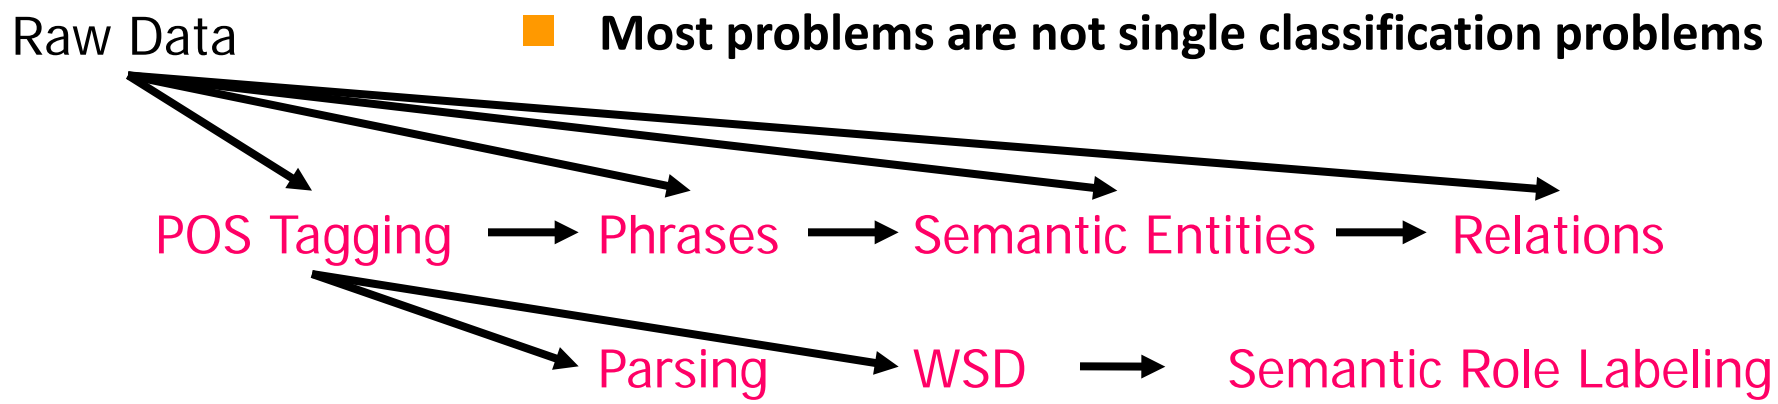 Raw Data
Most problems are not single classification problems
POS Tagging Phrases Semantic Entities Relations
Parsing WSD Semantic Role Labeling